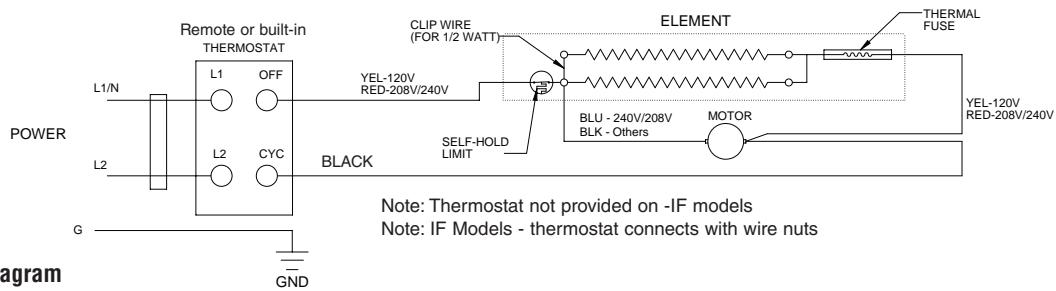 Remote or built-in
THERMOSTAT
L1
OFF
L1/N
POWER
L2
CYC
L2
G
GND
YEL-120V
RED-208V/240V
BLACK
CLIP WIRE
(FOR 1/2 WATT)
ELEMENT
THERMAL
FUSE
SELF-HOLD
LIMIT
BLU - 240V/208V
BLK - Others
MOTOR
YEL-120V
RED-208V/240V
Note: Thermostat not provided on -IF models
Note: IF Models - thermostat connects with wire nuts
agram